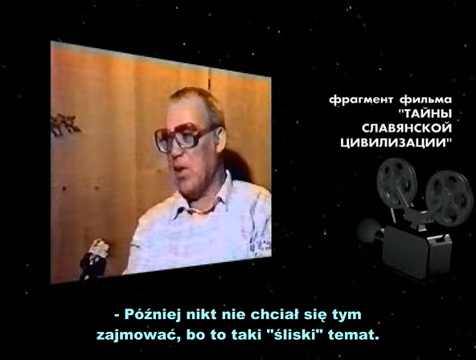 фрагмент фильма
"ТАЙНЫ
СЛАВЯНСКОЙ
ЦИВИЛИЗАЦИИ"
- Później nikt nie chciał się tym
zajmować, bo to taki "śliski" temat.